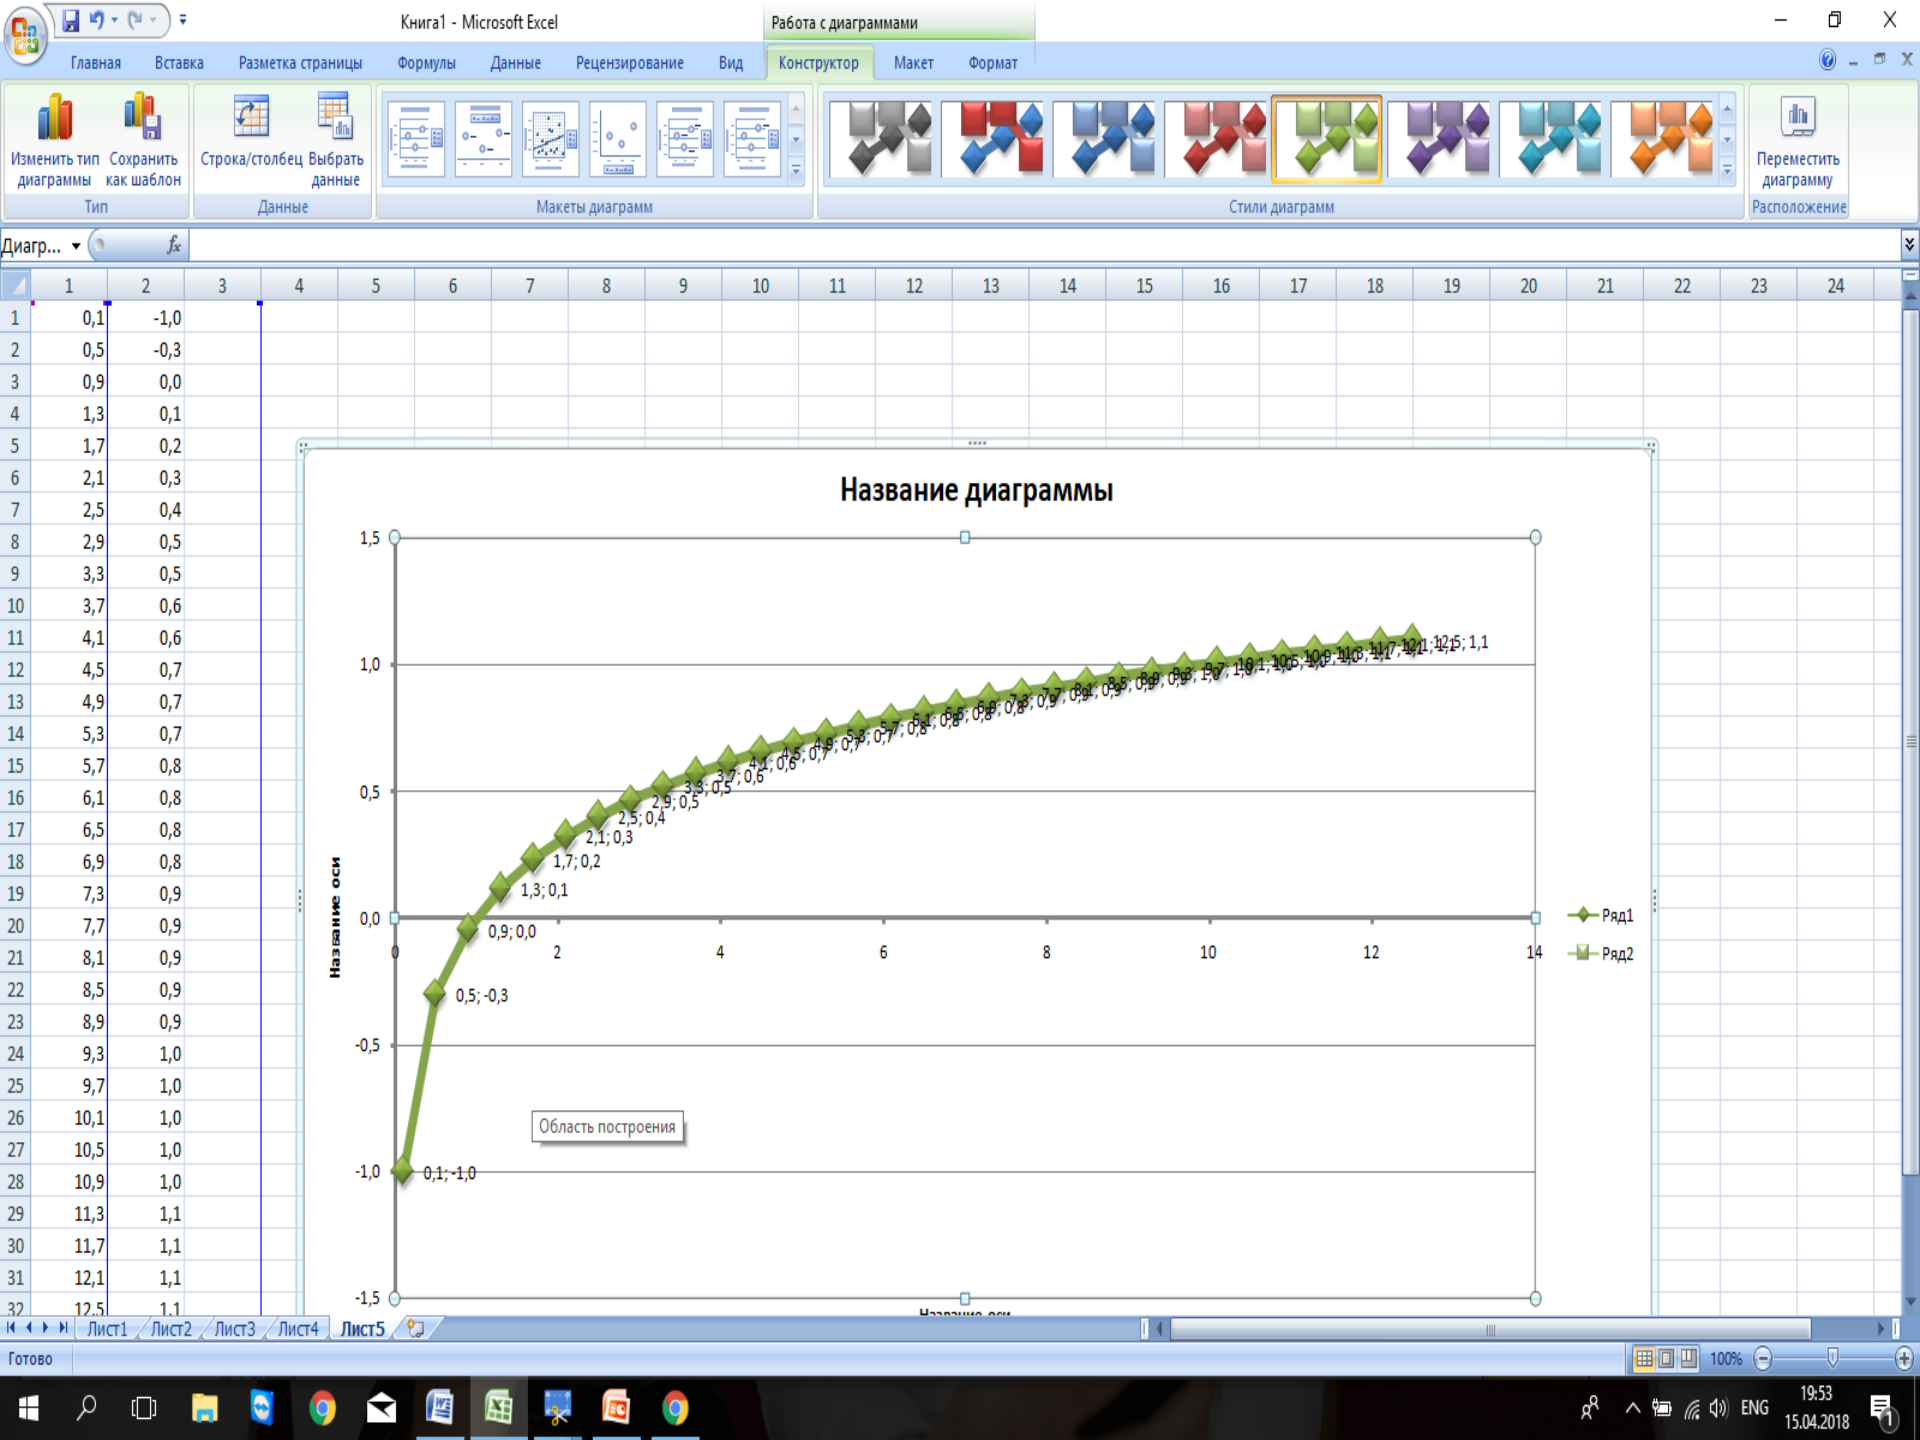 Книга1 - Microsoft Excel
Работа с диаграммами
Главная Вставка Разметка страницы Формулы Данные Рецензирование Вид Конструктор Макет Формат
Изменить тип диаграммы
Сохранить как шаблон
Строка/столбец
Выбрать данные
Переместить диаграмму
Тип Данные Макеты диаграмм Стили диаграмм Расположение
Диагр...
fx
1 2 3 4 5 6 7 8 9 10 11 12 13 14 15 16 17 18 19 20 21 22 23 24
1 0,1 -1,0
2 0,5 -0,3
3 0,9 0,0
4 1,3 0,1
5 1,7 0,2
6 2,1 0,3
7 2,5 0,4
8 2,9 0,5
9 3,3 0,5
10 3,7 0,6
11 4,1 0,6
12 4,5 0,7
13 4,9 0,7
14 5,3 0,7
15 5,7 0,8
16 6,1 0,8
17 6,5 0,8
18 6,9 0,8
19 7,3 0,9
20 7,7 0,9
21 8,1 0,9
22 8,5 0,9
23 8,9 0,9
24 9,3 1,0
25 9,7 1,0
26 10,1 1,0
27 10,5 1,0
28 10,9 1,0
29 11,3 1,1
30 11,7 1,1
31 12,1 1,1
32 12,5 1,1
Название диаграммы
1,5
1,0
0,5
0,0
-0,5
-1,0
-1,5
Название оси
0 2 4 6 8 10 12 14
12,5; 1,1
4,1; 0,6
3,7; 0,6
3,3; 0,5
2,9; 0,5
2,5; 0,4
2,1; 0,3
1,7; 0,2
1,3; 0,1
0,9; 0,0
0,5; -0,3
0,1; -1,0
Ряд1
Ряд2
Область построения
Название оси
Лист1 Лист2 Лист3 Лист4 Лист5
Готово
100%
ENG
19:53
15.04.2018
1